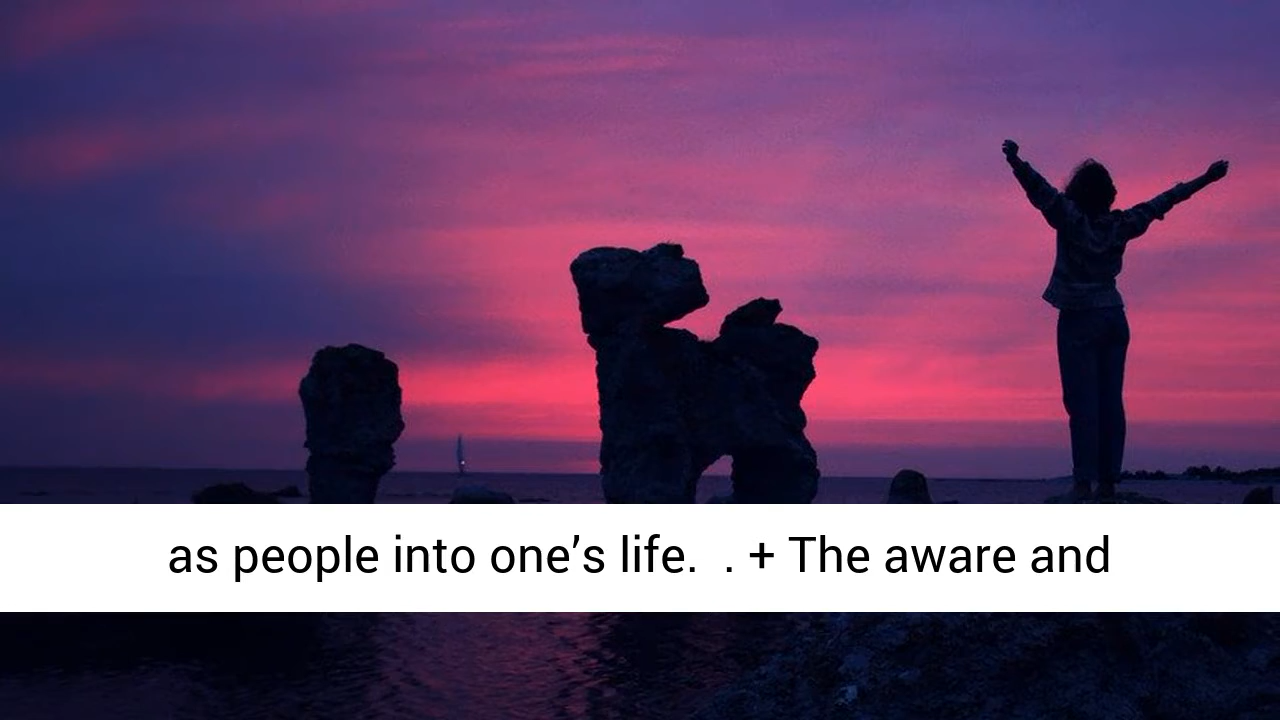 as people into one’s life.  . + The aware and